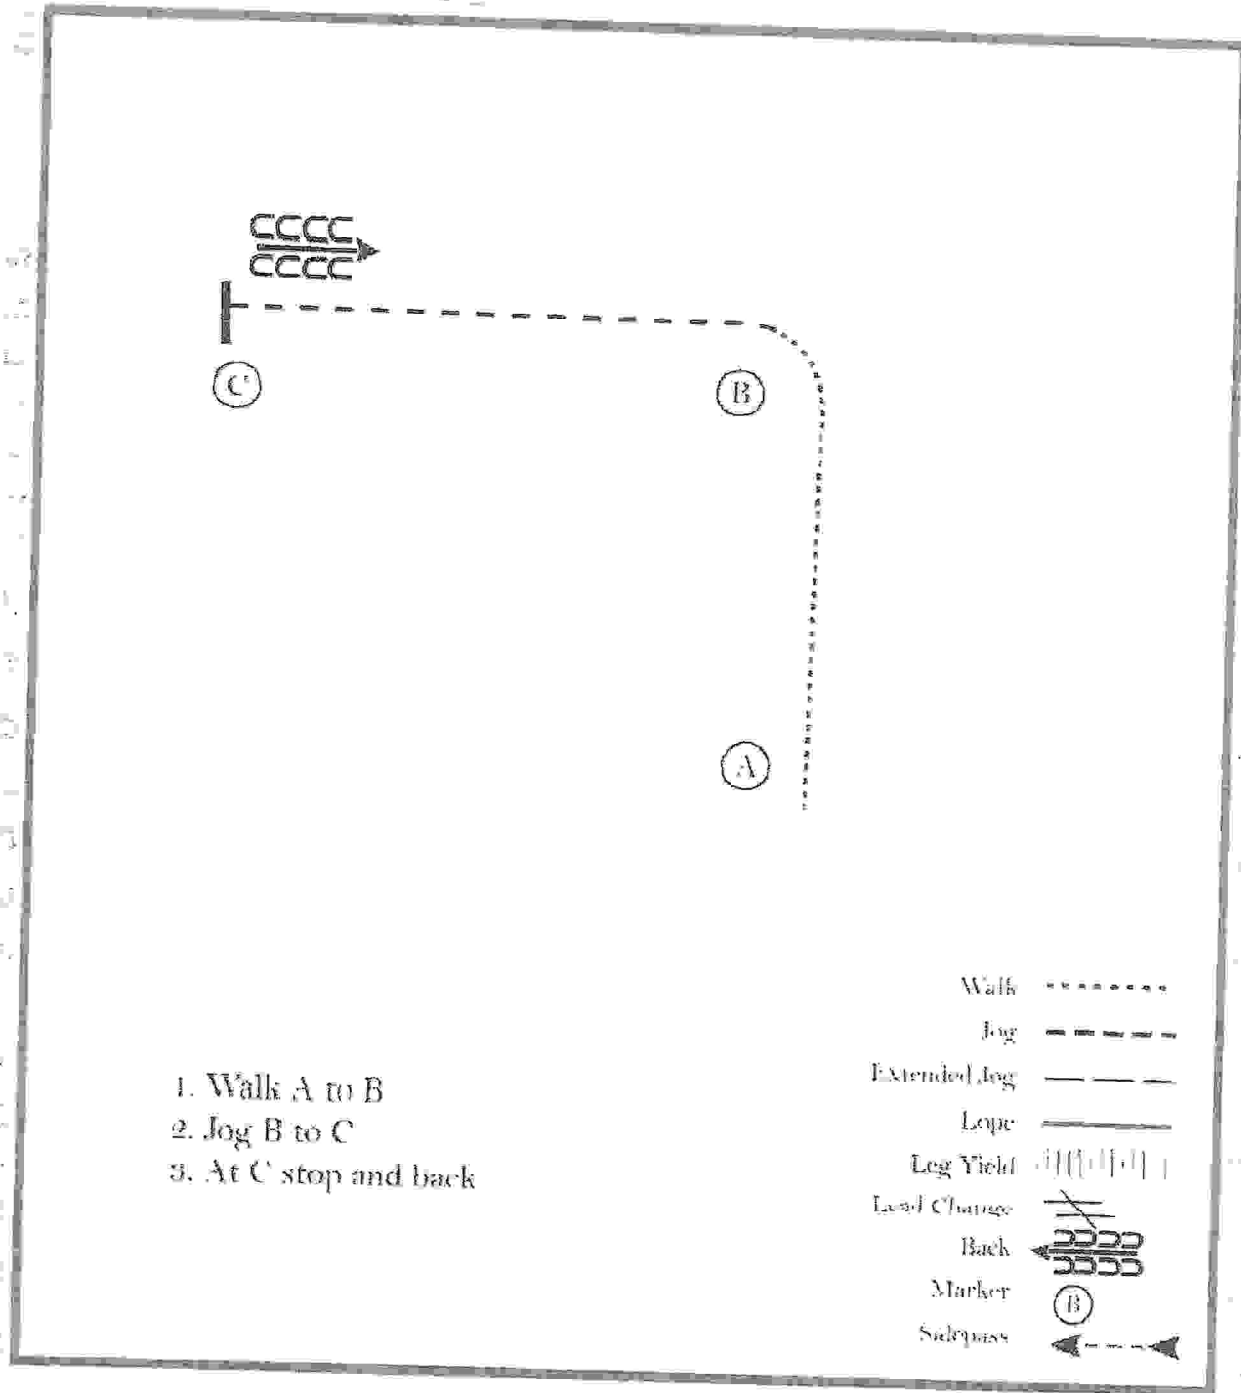 C
B
A
Walk
Jog
Extended Jog
Lope
1. Walk A to B
2. Jog B to C
3. At C stop and back
Leg Yield
Lead Change
Back
Marker
B
Sidepass